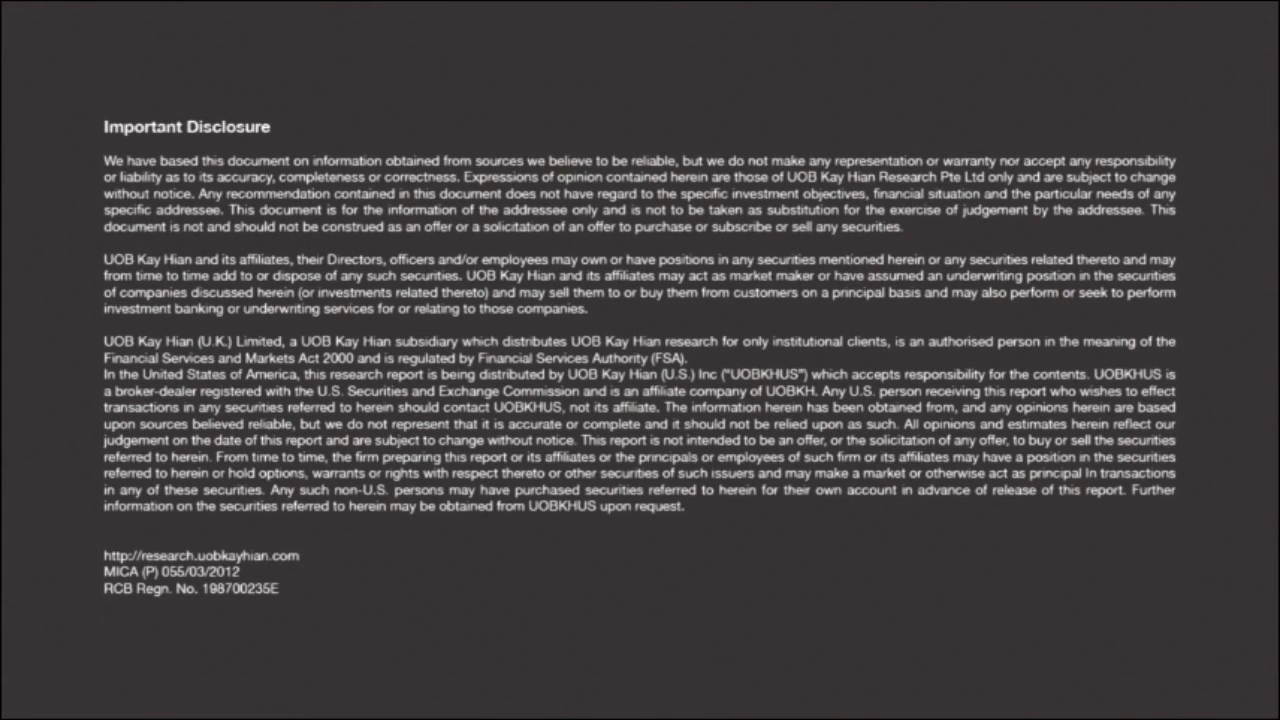 Important Disclosure
We have based this document on information obtained from sources we believe to be reliable, but we do not make any representation or warranty nor accept any responsibility
or liability as to its accuracy, completeness or correctness. Expressions of opinion contained herein are those of UOB Kay Hian Research Pte Ltd only and are subject to change
without notice. Any recommendation contained in this document does not have regard to the specific investment objectives, financial situation and the particular needs of any
specific addressee. This document is for the information of the addressee only and is not to be taken as substitution for the exercise of judgement by the addressee. This
document is not and should not be construed as an offer or a solicitation of an offer to purchase or subscribe or sell any securities.
UOB Kay Hian and its affiliates, their Directors, officers and/or employees may own or have positions in any securities mentioned herein or any securities related thereto and may
from time to time add to or dispose of any such securities. UOB Kay Hian and its affiliates may act as market maker or have assumed an underwriting position in the securities
of companies discussed herein (or investments related thereto) and may sell them to or buy them from customers on a principal basis and may also perform or seek to perform
investment banking or underwriting services for or relating to those companies.
UOB Kay Hian (U.K.) Limited, a UOB Kay Hian subsidiary which distributes UOB Kay Hian research for only institutional clients, is an authorised person in the meaning of the
Financial Services and Markets Act 2000 and is regulated by Financial Services Authority (FSA).
In the United States of America, this research report is being distributed by UOB Kay Hian (U.S.) Inc ("UOBKHUS") which accepts responsibility for the contents. UOBKHUS is
a broker-dealer registered with the U.S. Securities and Exchange Commission and is an affiliate company of UOBKH. Any U.S. person receiving this report who wishes to effect
transactions in any securities referred to herein should contact UOBKHUS, not its affiliate. The information herein has been obtained from, and any opinions herein are based
upon sources believed reliable, but we do not represent that it is accurate or complete and it should not be relied upon as such. All opinions and estimates herein reflect our
judgement on the date of this report and are subject to change without notice. This report is not intended to be an offer, or the solicitation of any offer, to buy or sell the securities
referred to herein. From time to time, the firm preparing this report or its affiliates or the principals or employees of such firm or its affiliates may have a position in the securities
referred to herein or hold options, warrants or rights with respect thereto or other securities of such issuers and may make a market or otherwise act as principal In transactions
in any of these securities. Any such non-U.S. persons may have purchased securities referred to herein for their own account in advance of release of this report. Further
information on the securities referred to herein may be obtained from UOBKHUS upon request.
http://research.uobkayhian.com
MICA (P) 055/03/2012
RCB Regn. No. 198700235E